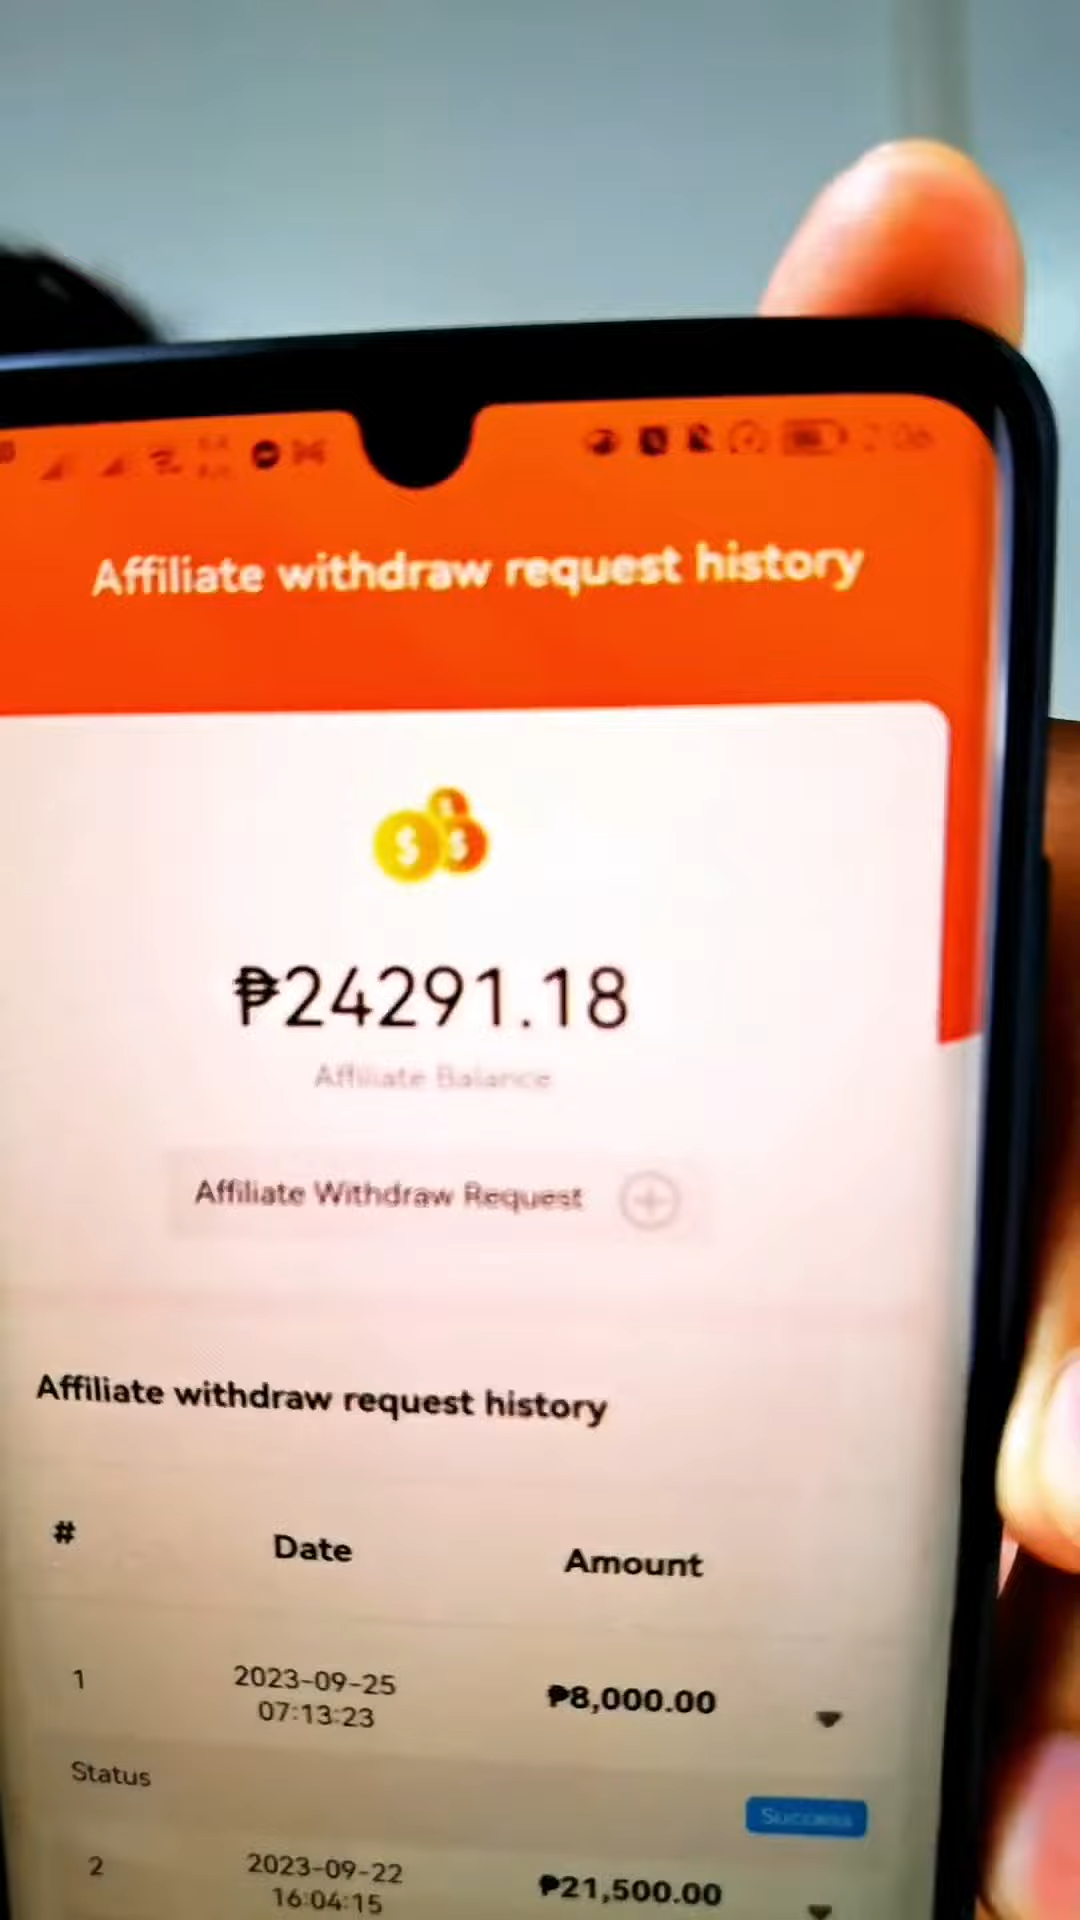 Affiliate withdraw request history
₱24291.18
Affiliate Balance
Affiliate Withdraw Request
Affiliate withdraw request history
# Date Amount
1 2023-09-25 ₱8,000.00
07:13:23
Status
Success
2 2023-09-22 ₱21,500.00
16:04:15